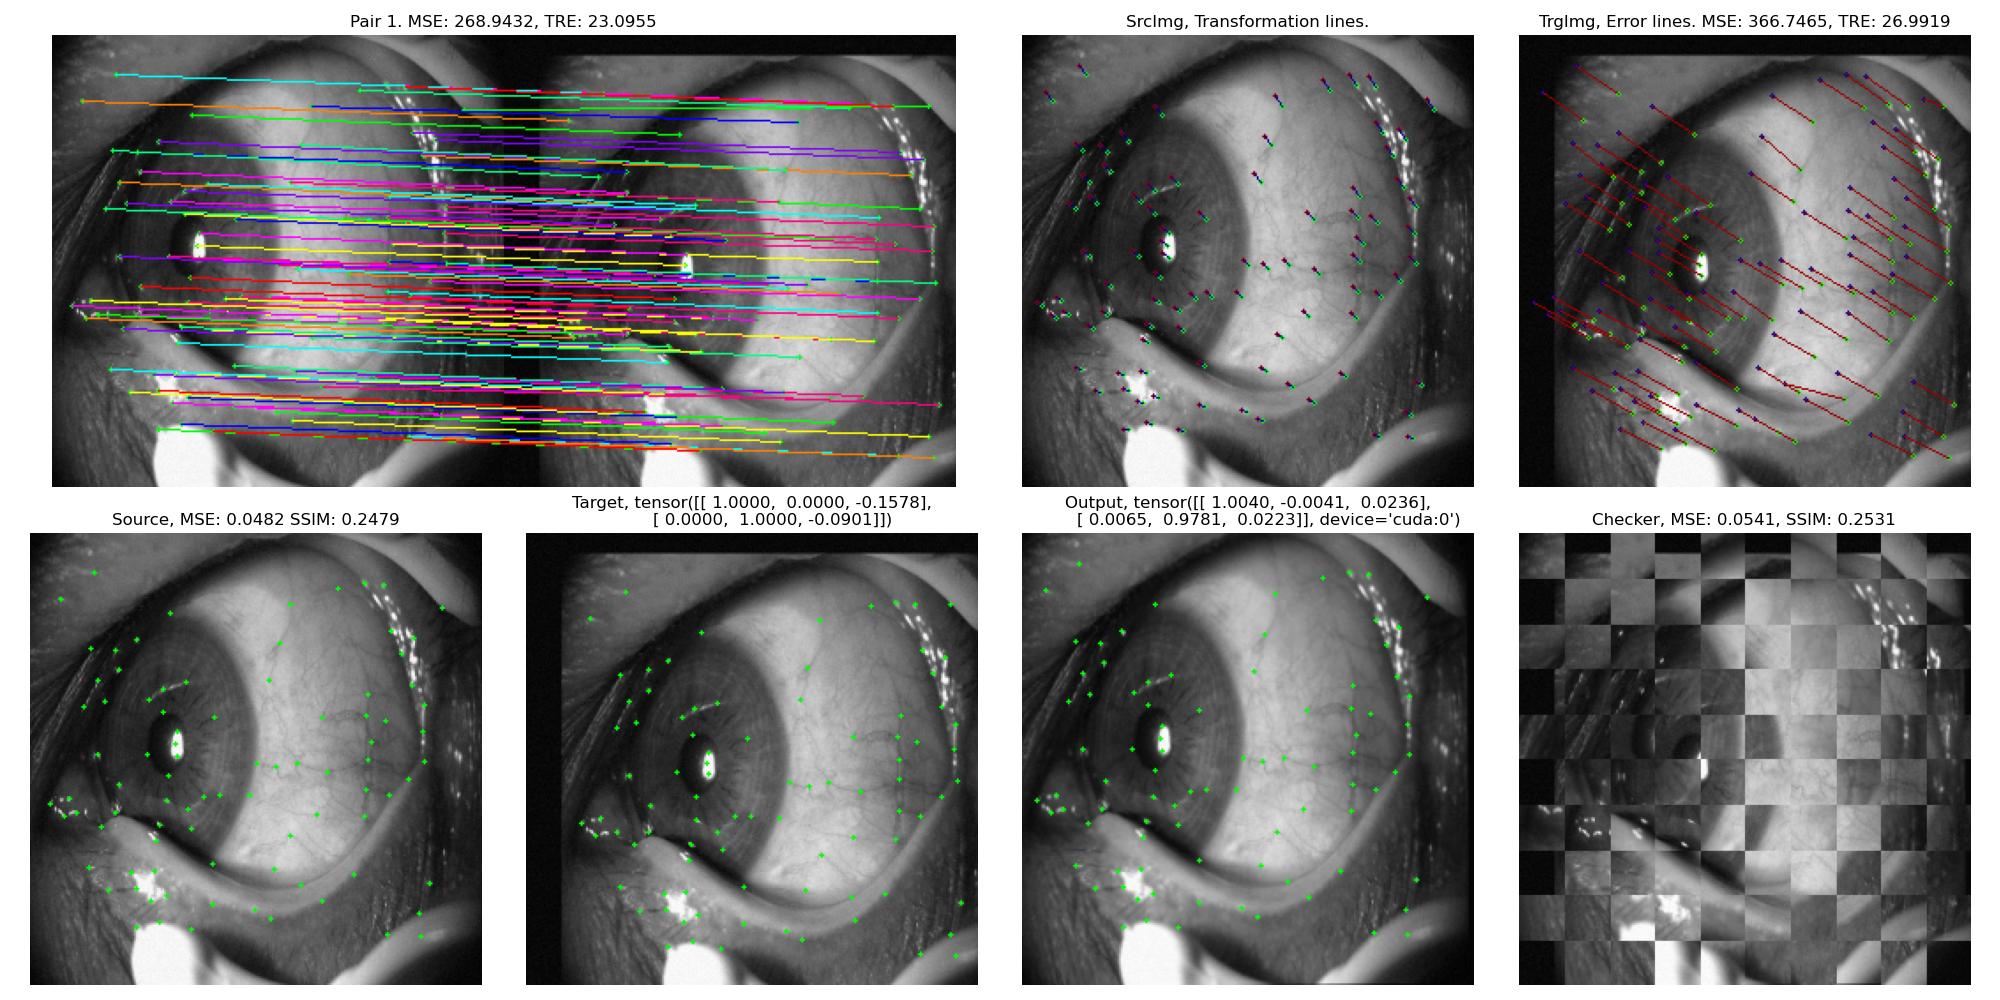 Pair 1. MSE: 268.9432, TRE: 23.0955
SrcImg, Transformation lines.
TrgImg, Error lines. MSE: 366.7465, TRE: 26.9919
Source, MSE: 0.0482 SSIM: 0.2479
Target, tensor([[ 1.0000,  0.0000, -0.1578],
[ 0.0000,  1.0000, -0.0901]])
Output, tensor([[ 1.0040, -0.0041,  0.0236],
[ 0.0065,  0.9781,  0.0223]], device='cuda:0')
Checker, MSE: 0.0541, SSIM: 0.2531